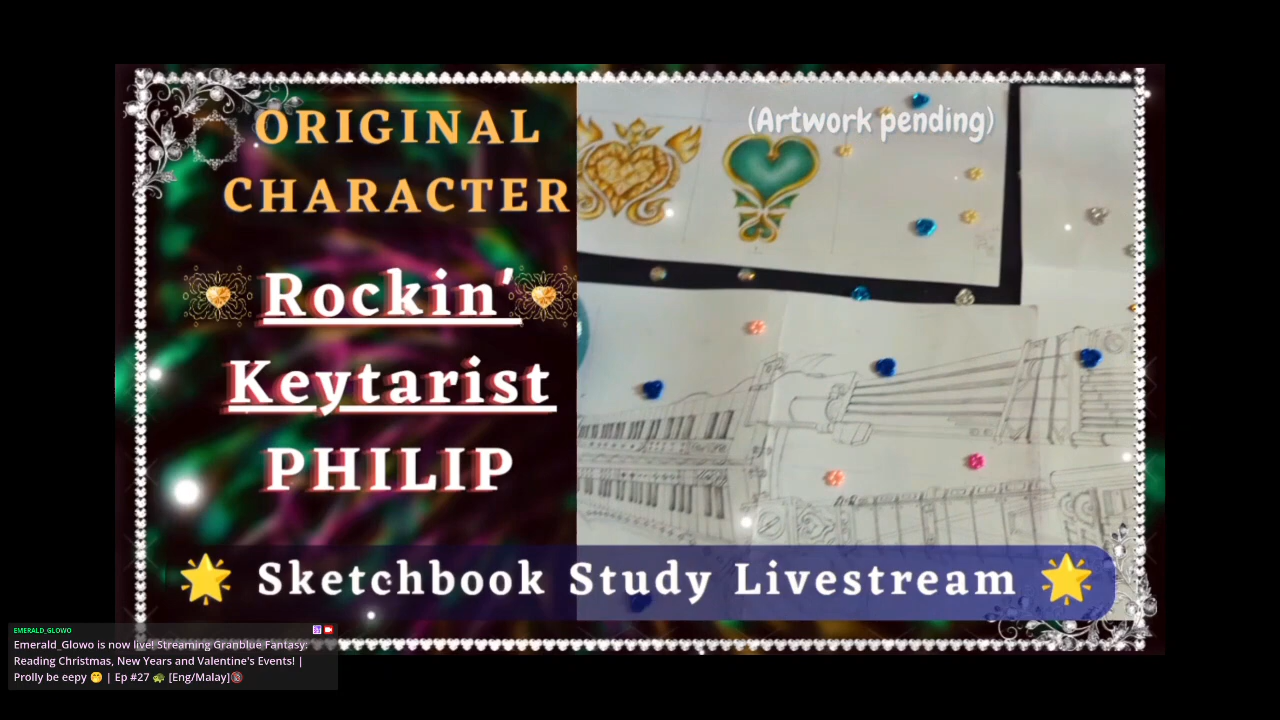 ORIGINAL
CHARACTER
(Artwork pending)
Rockin'
Keytarist
PHILIP
🌟 Sketchbook Study Livestream 🌟
EMERALD_GLOWO
Emerald_Glowo is now live! Streaming Granblue Fantasy:
Reading Christmas, New Years and Valentine's Events! |
Prolly be eepy 🤭 | Ep #27 🐢 [Eng/Malay]🔞